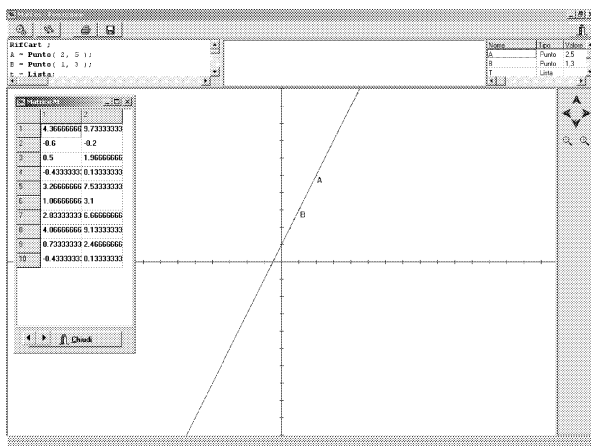 RifCart ;
A = Punto( 2, 5 );
B = Punto( 1, 3 );
t = Lista;
Nome Tipo Valore
A Punto 2.5
B Punto 1.3
T Lista
1 2
1 4.36666666 9.73333333
2 -0.6 -0.2
3 0.5 1.96666666
4 -0.43333333 0.13333333
5 3.26666666 7.53333333
6 1.06666666 3.1
7 2.83333333 6.66666666
8 4.06666666 9.13333333
9 0.73333333 2.46666666
10 -0.43333333 0.13333333
Chiudi
A
B